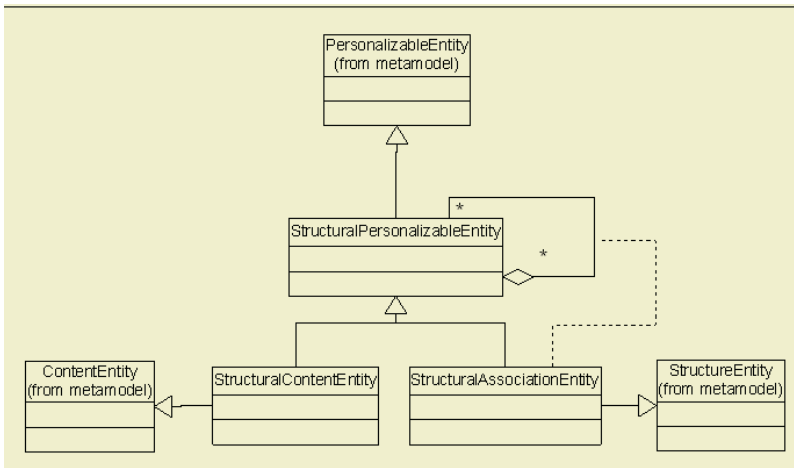 PersonalizableEntity
(from metamodel)
*
StructuralPersonalizableEntity
*
ContentEntity
(from metamodel)
StructuralContentEntity
StructuralAssociationEntity
StructureEntity
(from metamodel)